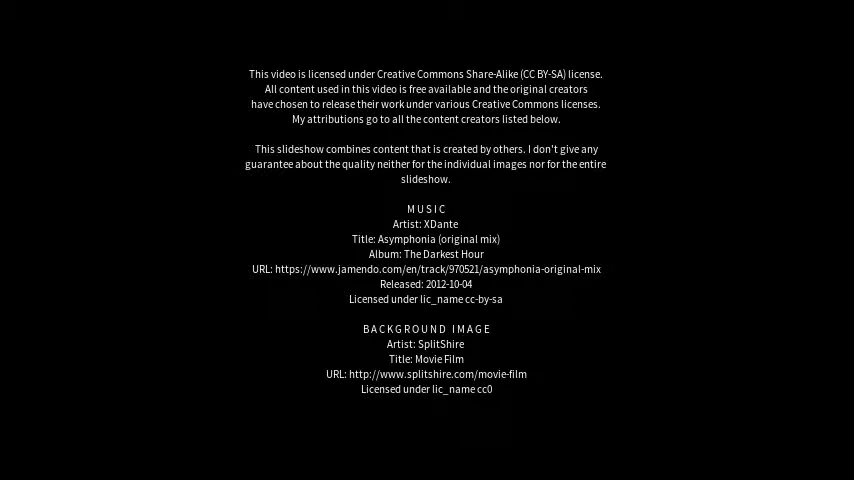 This video is licensed under Creative Commons Share-Alike (CC BY-SA) license.
All content used in this video is free available and the original creators
have chosen to release their work under various Creative Commons licenses.
My attributions go to all the content creators listed below.
This slideshow combines content that is created by others. I don't give any
guarantee about the quality neither for the individual images nor for the entire
slideshow.
MUSIC
Artist: XDante
Title: Asymphonia (original mix)
Album: The Darkest Hour
URL: https://www.jamendo.com/en/track/970521/asymphonia-original-mix
Released: 2012-10-04
Licensed under lic_name cc-by-sa
BACKGROUND IMAGE
Artist: SplitShire
Title: Movie Film
URL: http://www.splitshire.com/movie-film
Licensed under lic_name cc0